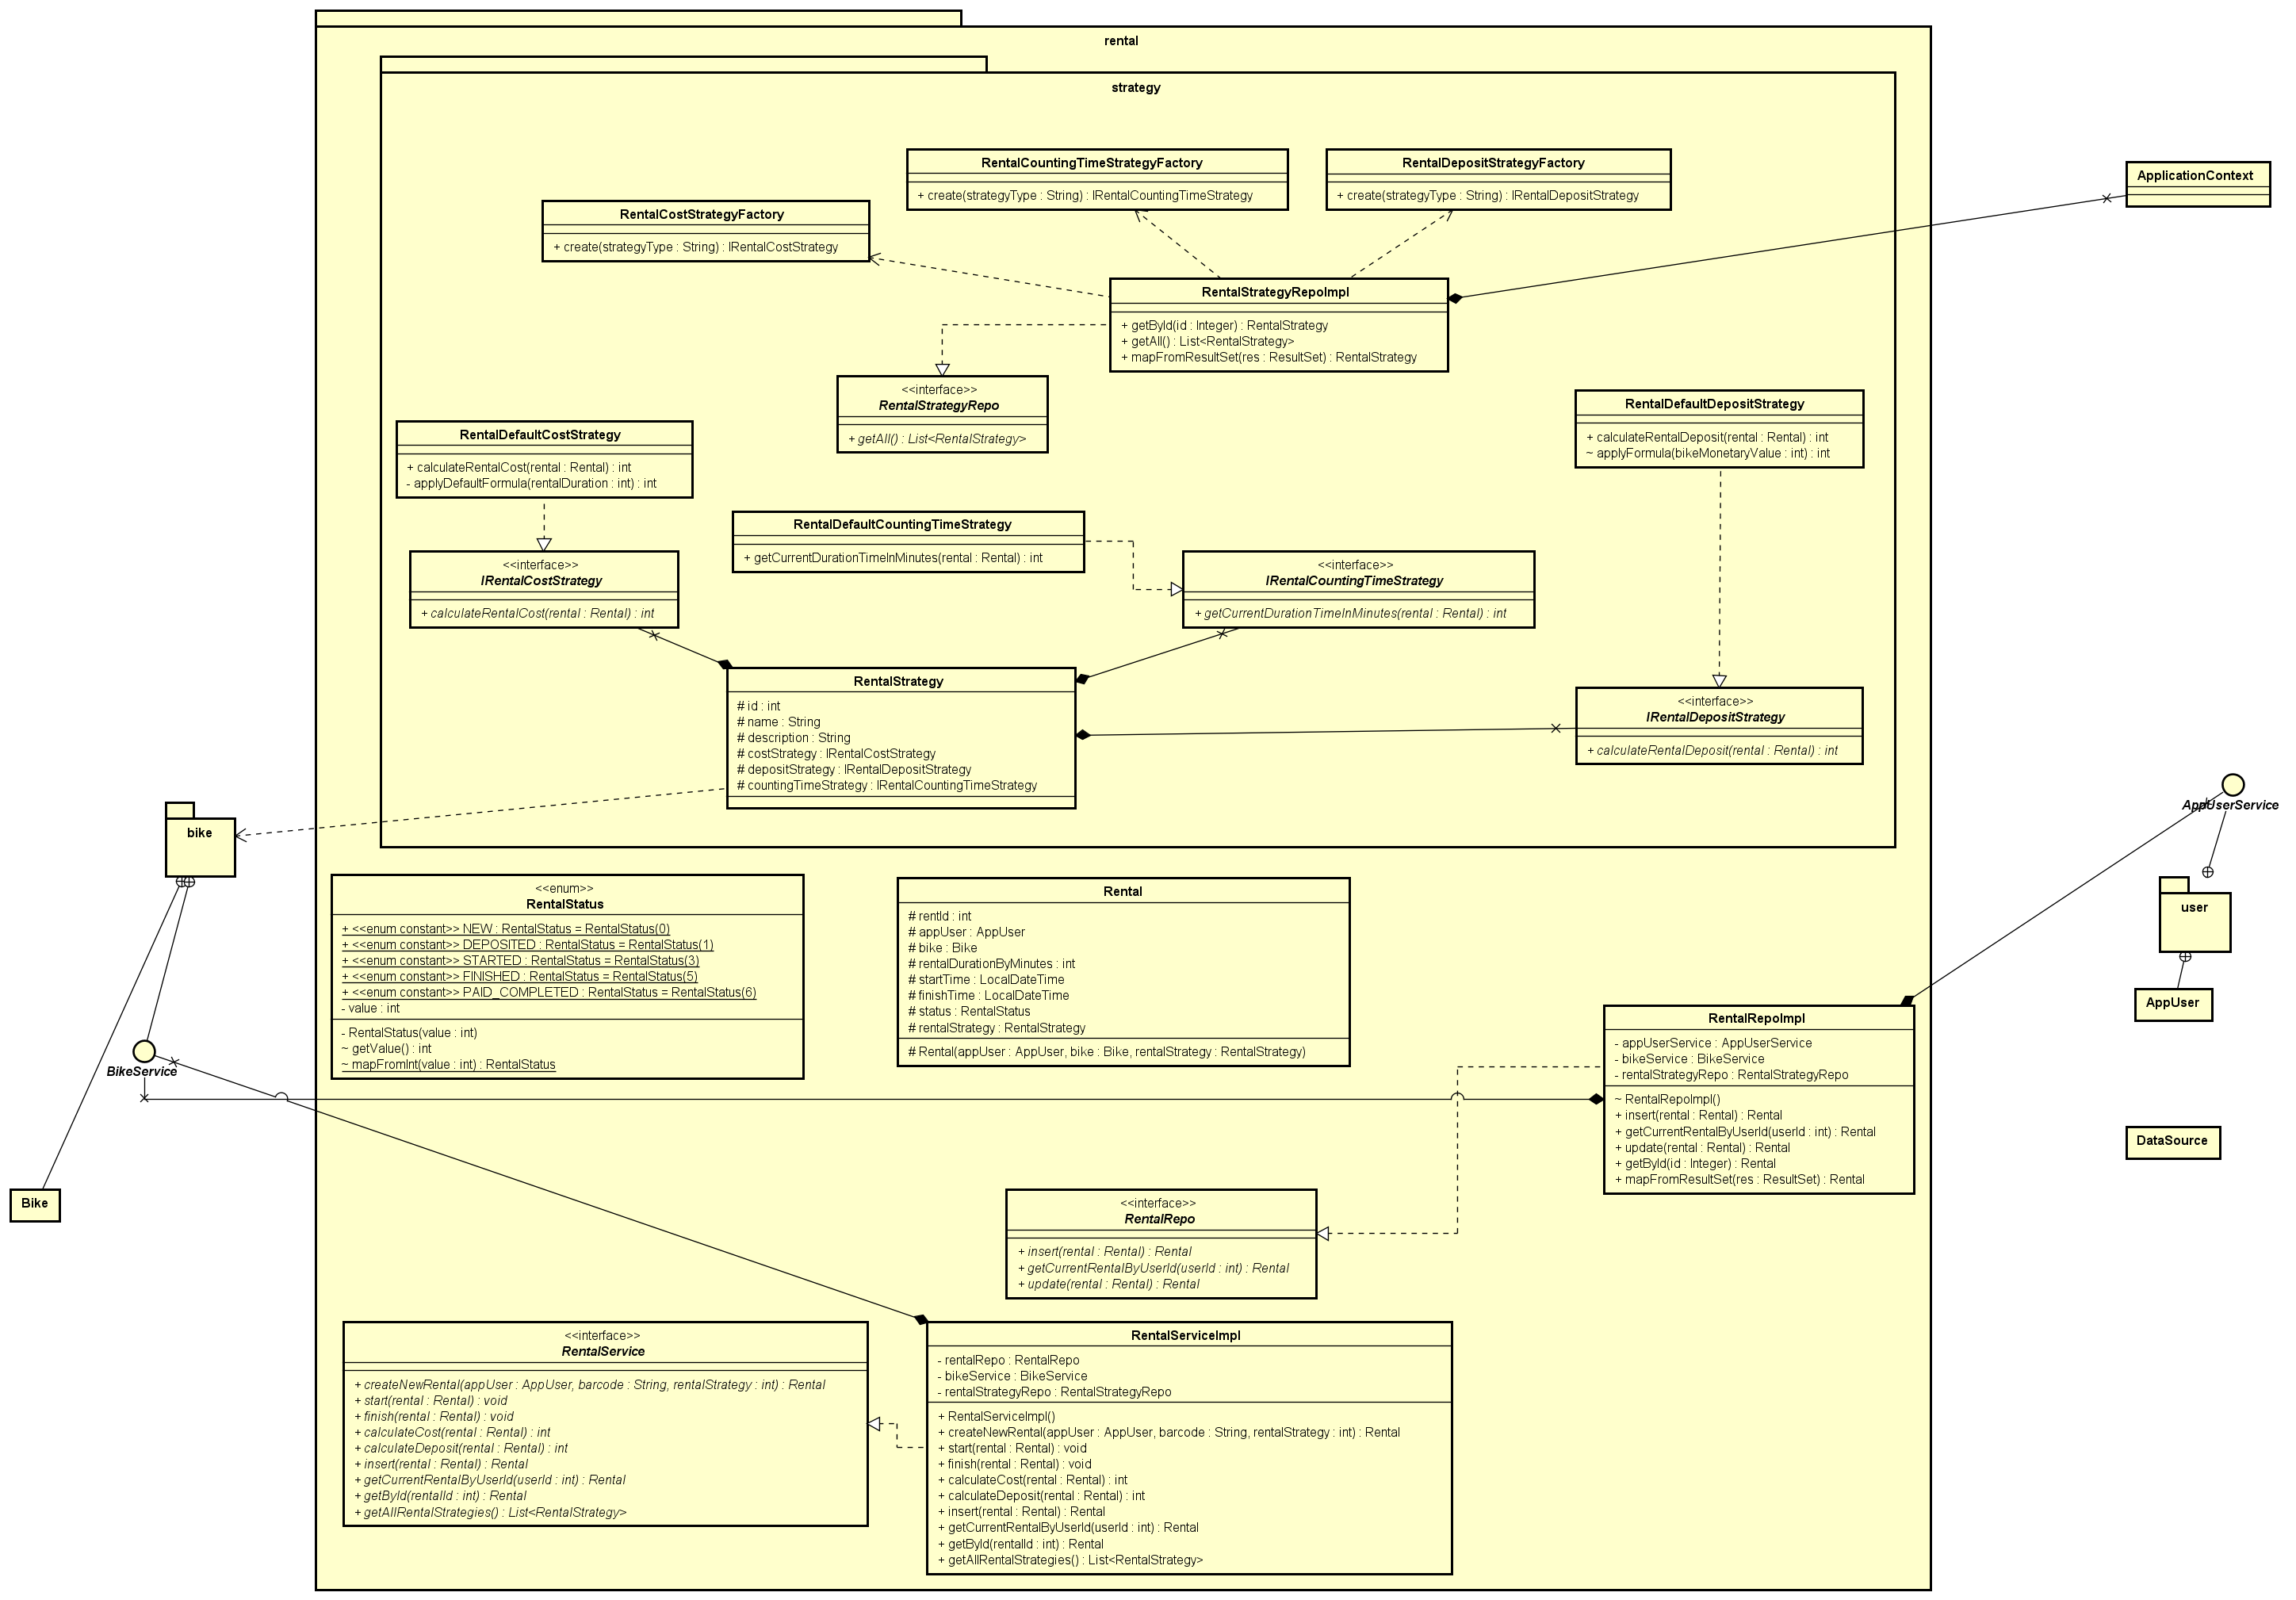 rental
strategy
RentalCountingTimeStrategyFactory
+ create(strategyType : String) : IRentalCountingTimeStrategy
RentalDepositStrategyFactory
+ create(strategyType : String) : IRentalDepositStrategy
ApplicationContext
RentalCostStrategyFactory
+ create(strategyType : String) : IRentalCostStrategy
RentalStrategyRepoImpl
+ getById(id : Integer) : RentalStrategy
+ getAll() : List<RentalStrategy>
+ mapFromResultSet(res : ResultSet) : RentalStrategy
<<interface>>
RentalStrategyRepo
+ getAll() : List<RentalStrategy>
RentalDefaultDepositStrategy
+ calculateRentalDeposit(rental : Rental) : int
~ applyFormula(bikeMonetaryValue : int) : int
RentalDefaultCostStrategy
+ calculateRentalCost(rental : Rental) : int
- applyDefaultFormula(rentalDuration : int) : int
RentalDefaultCountingTimeStrategy
+ getCurrentDurationTimeInMinutes(rental : Rental) : int
<<interface>>
IRentalCostStrategy
+ calculateRentalCost(rental : Rental) : int
<<interface>>
IRentalCountingTimeStrategy
+ getCurrentDurationTimeInMinutes(rental : Rental) : int
RentalStrategy
# id : int
# name : String
# description : String
# costStrategy : IRentalCostStrategy
# depositStrategy : IRentalDepositStrategy
# countingTimeStrategy : IRentalCountingTimeStrategy
<<interface>>
IRentalDepositStrategy
+ calculateRentalDeposit(rental : Rental) : int
bike
AppUserService
<<enum>>
RentalStatus
+ <<enum constant>> NEW : RentalStatus = RentalStatus(0)
+ <<enum constant>> DEPOSITED : RentalStatus = RentalStatus(1)
+ <<enum constant>> STARTED : RentalStatus = RentalStatus(3)
+ <<enum constant>> FINISHED : RentalStatus = RentalStatus(5)
+ <<enum constant>> PAID_COMPLETED : RentalStatus = RentalStatus(6)
- value : int
- RentalStatus(value : int)
~ getValue() : int
~ mapFromInt(value : int) : RentalStatus
Rental
# rentId : int
# appUser : AppUser
# bike : Bike
# rentalDurationByMinutes : int
# startTime : LocalDateTime
# finishTime : LocalDateTime
# status : RentalStatus
# rentalStrategy : RentalStrategy
# Rental(appUser : AppUser, bike : Bike, rentalStrategy : RentalStrategy)
user
AppUser
BikeService
RentalRepoImpl
- appUserService : AppUserService
- bikeService : BikeService
- rentalStrategyRepo : RentalStrategyRepo
~ RentalRepoImpl()
+ insert(rental : Rental) : Rental
+ getCurrentRentalByUserId(userId : int) : Rental
+ update(rental : Rental) : Rental
+ getById(id : Integer) : Rental
+ mapFromResultSet(res : ResultSet) : Rental
DataSource
Bike
<<interface>>
RentalRepo
+ insert(rental : Rental) : Rental
+ getCurrentRentalByUserId(userId : int) : Rental
+ update(rental : Rental) : Rental
<<interface>>
RentalService
+ createNewRental(appUser : AppUser, barcode : String, rentalStrategy : int) : Rental
+ start(rental : Rental) : void
+ finish(rental : Rental) : void
+ calculateCost(rental : Rental) : int
+ calculateDeposit(rental : Rental) : int
+ insert(rental : Rental) : Rental
+ getCurrentRentalByUserId(userId : int) : Rental
+ getById(rentalId : int) : Rental
+ getAllRentalStrategies() : List<RentalStrategy>
RentalServiceImpl
- rentalRepo : RentalRepo
- bikeService : BikeService
- rentalStrategyRepo : RentalStrategyRepo
+ RentalServiceImpl()
+ createNewRental(appUser : AppUser, barcode : String, rentalStrategy : int) : Rental
+ start(rental : Rental) : void
+ finish(rental : Rental) : void
+ calculateCost(rental : Rental) : int
+ calculateDeposit(rental : Rental) : int
+ insert(rental : Rental) : Rental
+ getCurrentRentalByUserId(userId : int) : Rental
+ getById(rentalId : int) : Rental
+ getAllRentalStrategies() : List<RentalStrategy>